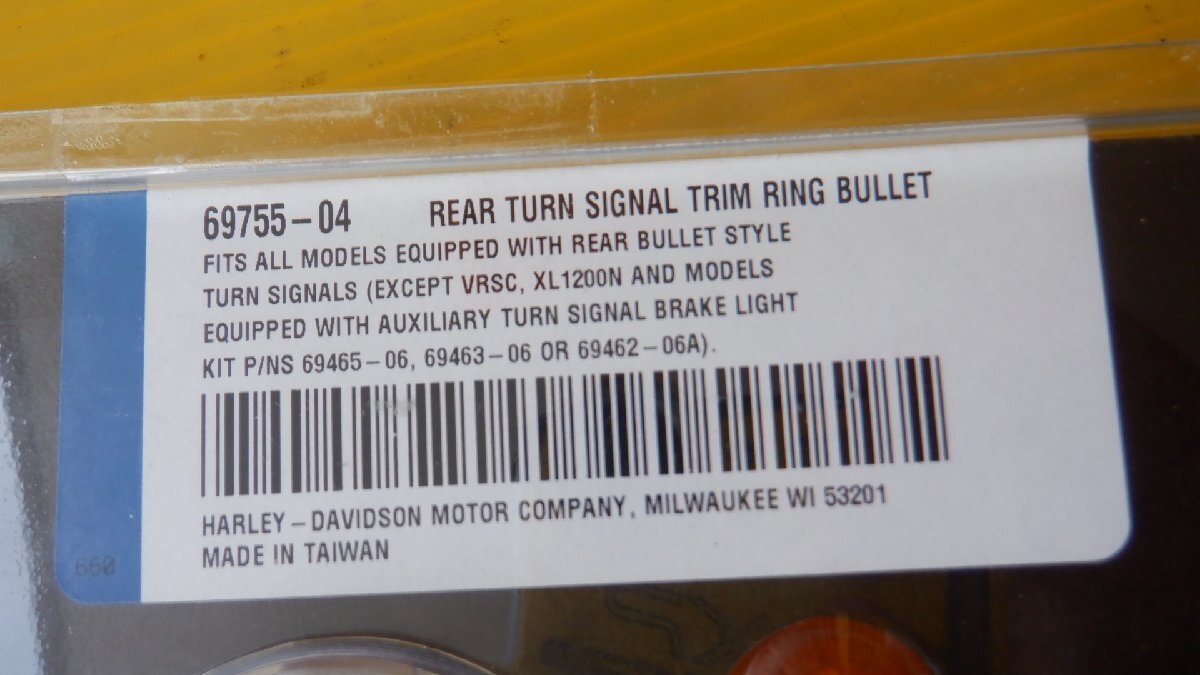 69755-04 REAR TURN SIGNAL TRIM RING BULLET
FITS ALL MODELS EQUIPPED WITH REAR BULLET STYLE
TURN SIGNALS (EXCEPT VRSC, XL1200N AND MODELS
EQUIPPED WITH AUXILIARY TURN SIGNAL BRAKE LIGHT
KIT P/NS 69465-06, 69463-06 OR 69462-06A).
HARLEY-DAVIDSON MOTOR COMPANY, MILWAUKEE WI 53201
MADE IN TAIWAN
660